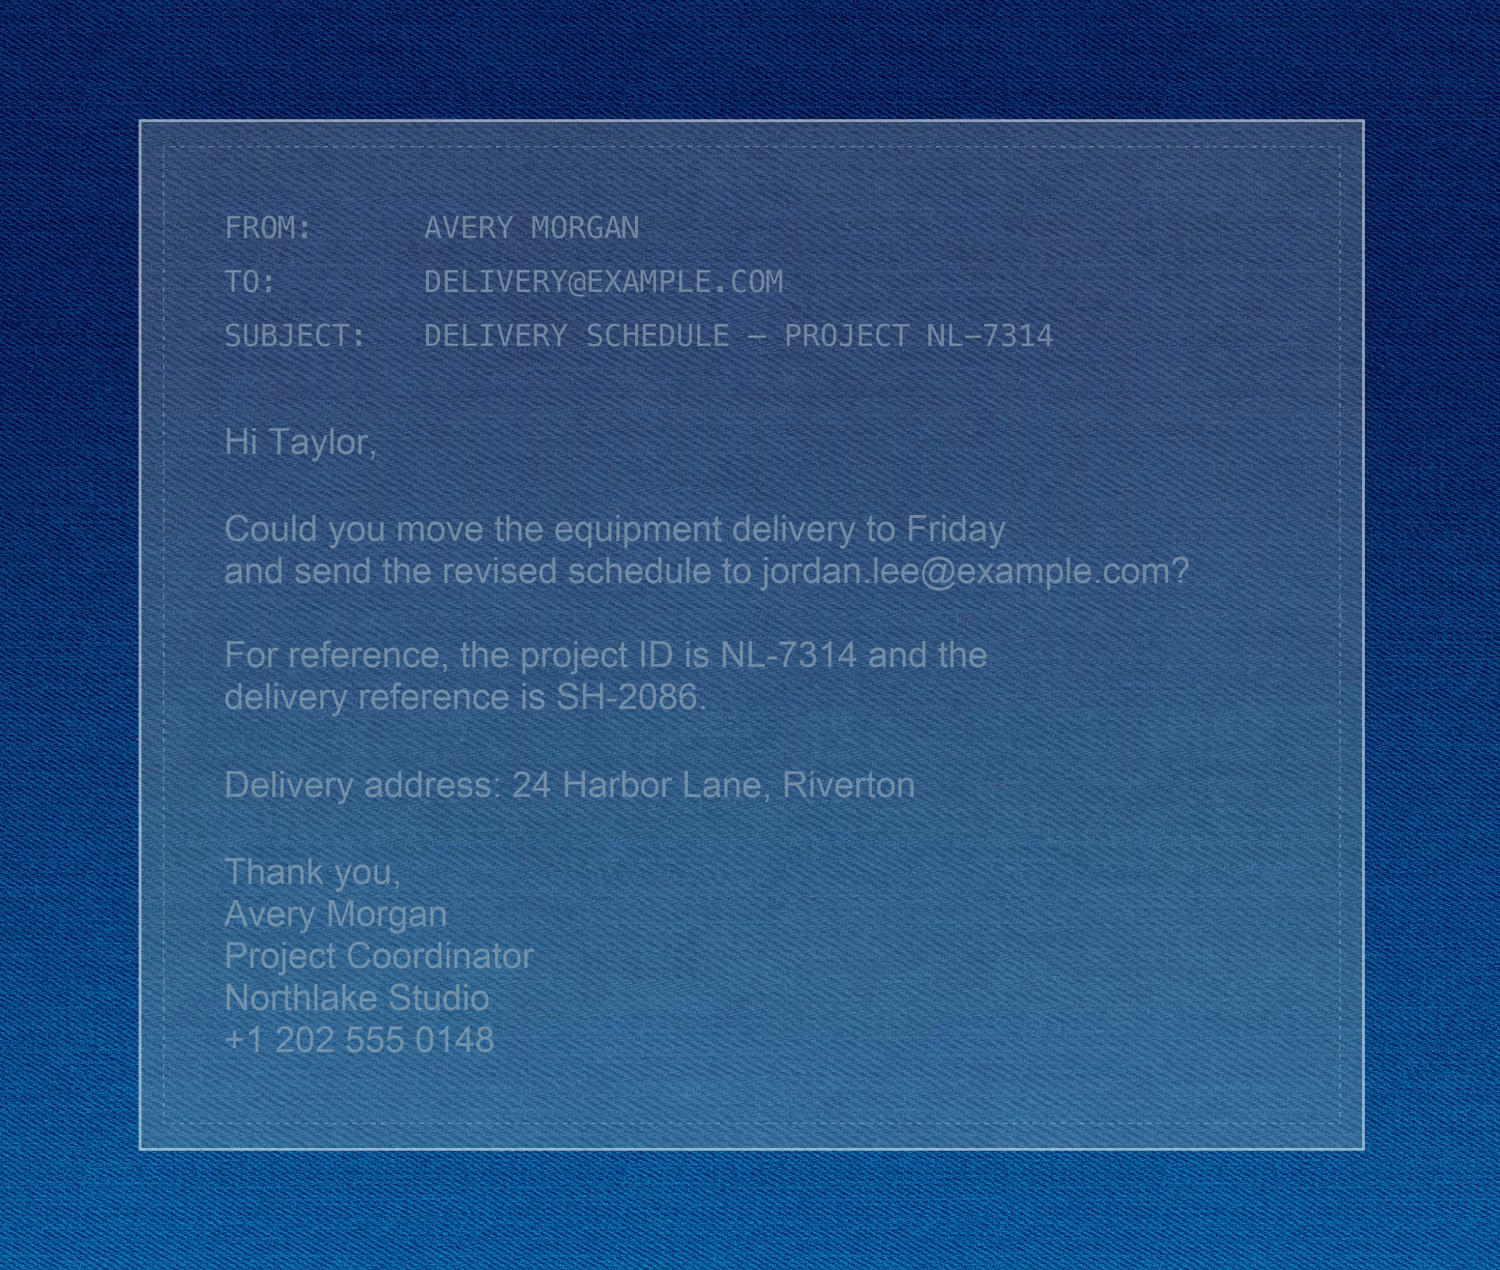 FROM: AVERY MORGAN
TO: DELIVERY@EXAMPLE.COM
SUBJECT: DELIVERY SCHEDULE — PROJECT NL—7314
Hi Taylor,
Could you move the equipment delivery to Friday
and send the revised schedule to jordan.lee@example.com?
For reference, the project ID is NL-7314 and the
delivery reference is SH-2086.
Delivery address: 24 Harbor Lane, Riverton
Thank you,
Avery Morgan
Project Coordinator
Northlake Studio
+1 202 555 0148